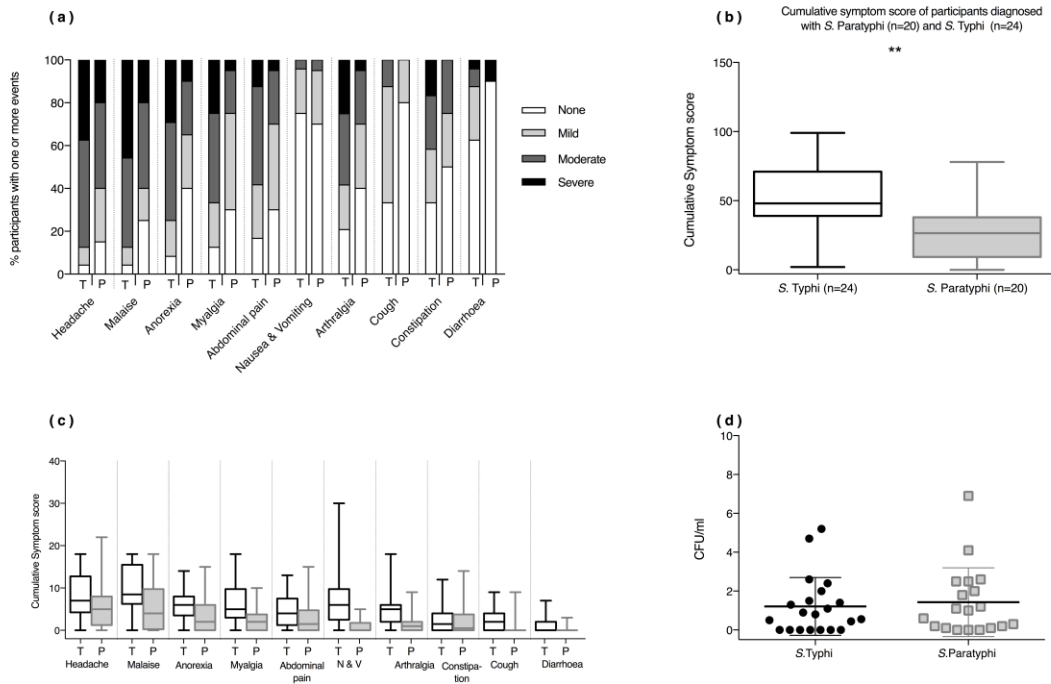 ( a )
100
80
60
40
20
0
% participants with one or more events
T P T P T P T P T P T P T P T P T P T P
Headache
Malaise
Anorexia
Myalgia
Abdominal pain
Nausea & Vomiting
Arthralgia
Cough
Constipation
Diarrhoea
None
Mild
Moderate
Severe
( b )
Cumulative symptom score of participants diagnosed
with S. Paratyphi (n=20) and S. Typhi (n=24)
**
150
100
50
0
Cumulative Symptom score
S. Typhi (n=24) S. Paratyphi (n=20)
( c )
40
30
20
10
0
Cumulative Symptom score
T P T P T P T P T P T P T P T P T P T P
Headache Malaise Anorexia Myalgia Abdominal N & V Arthralgia Constipa- Cough Diarrhoea
pain tion
( d )
10
8
6
4
2
0
CFU/ml
S.Typhi S.Paratyphi